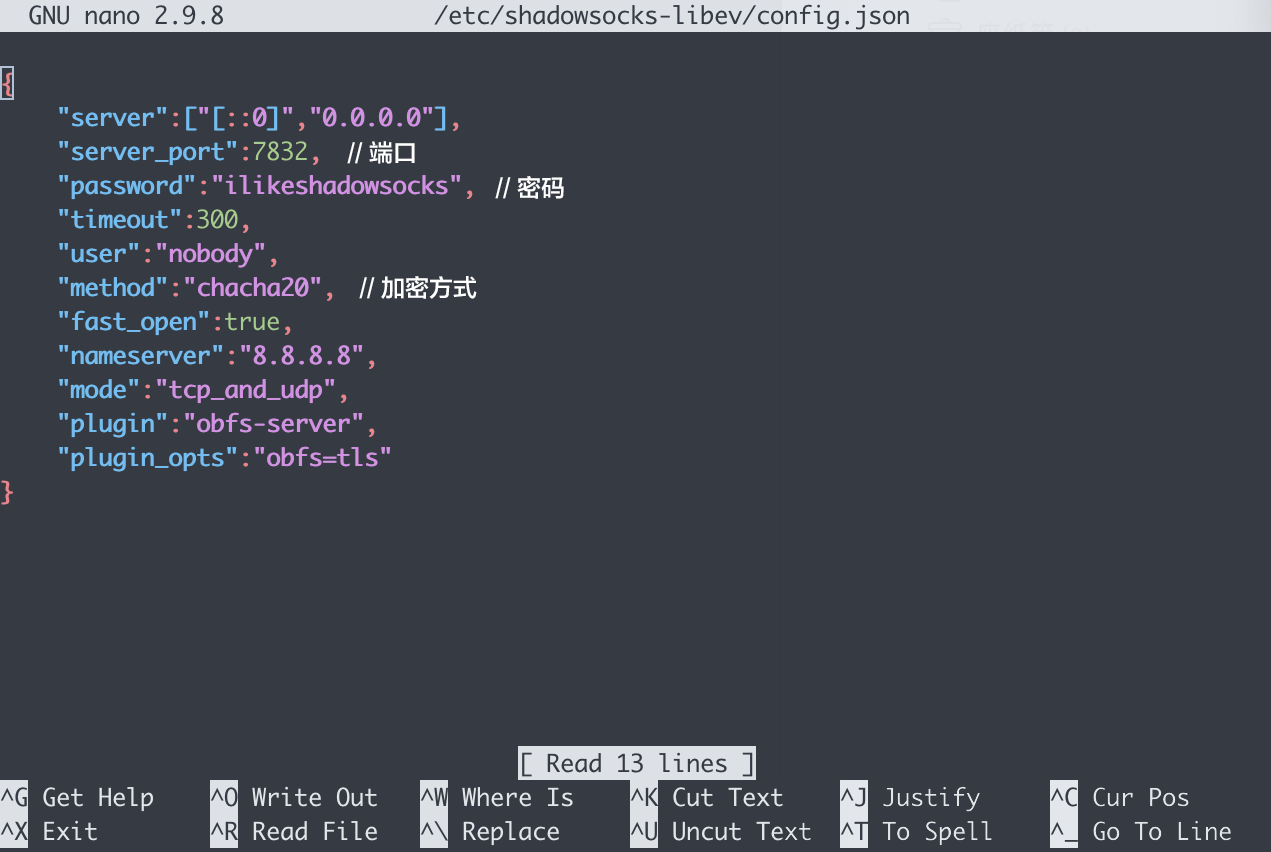 GNU nano 2.9.8 /etc/shadowsocks-libev/config.json
{
"server":["[::0]","0.0.0.0"],
"server_port":7832, // 端口
"password":"ilikeshadowsocks", // 密码
"timeout":300,
"user":"nobody",
"method":"chacha20", // 加密方式
"fast_open":true,
"nameserver":"8.8.8.8",
"mode":"tcp_and_udp",
"plugin":"obfs-server",
"plugin_opts":"obfs=tls"
}
[ Read 13 lines ]
^G Get Help ^O Write Out ^W Where Is ^K Cut Text ^J Justify ^C Cur Pos
^X Exit ^R Read File ^\ Replace ^U Uncut Text ^T To Spell ^_ Go To Line